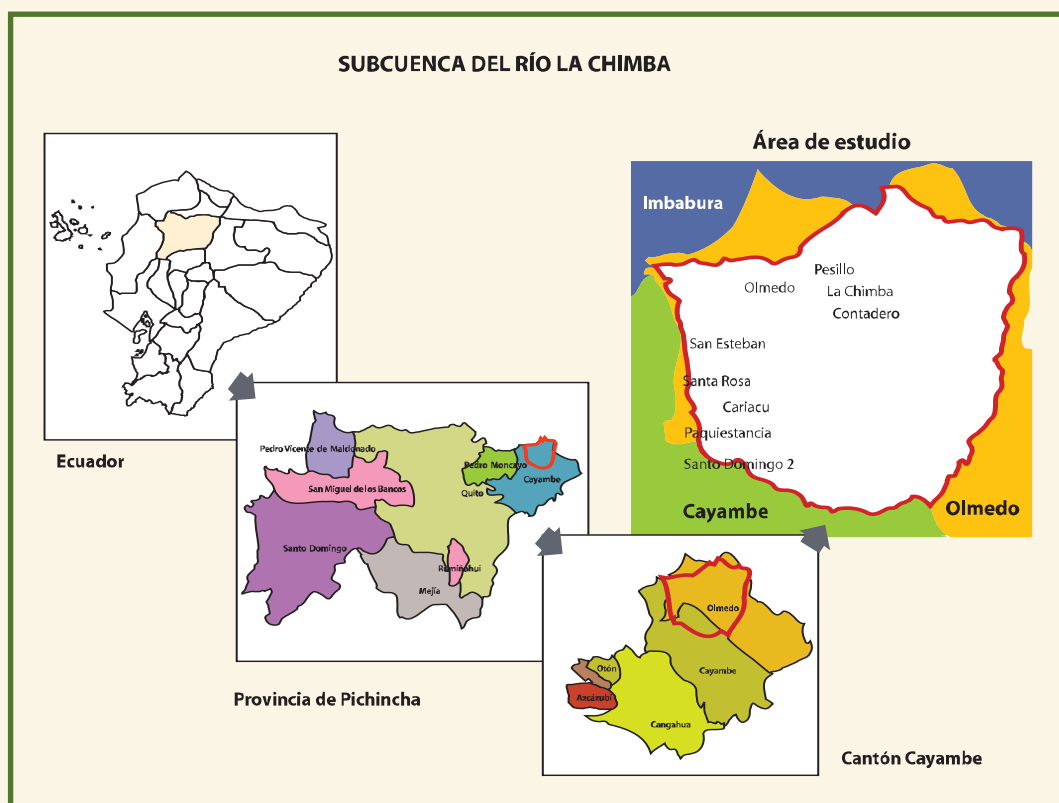 SUBCUENCA DEL RÍO LA CHIMBA
Ecuador
Pedro Vicente de Maldonado
San Miguel de los Bancos
Pedro Moncayo
Cayambe
Quito
Santo Domingo
Rumiñahui
Mejía
Provincia de Pichincha
Olmedo
Otón
Cayambe
Azcázubi
Cangahua
Cantón Cayambe
Área de estudio
Imbabura
Pesillo
Olmedo
La Chimba
Contadero
San Esteban
Santa Rosa
Cariacu
Paquiestancia
Santo Domingo 2
Cayambe
Olmedo